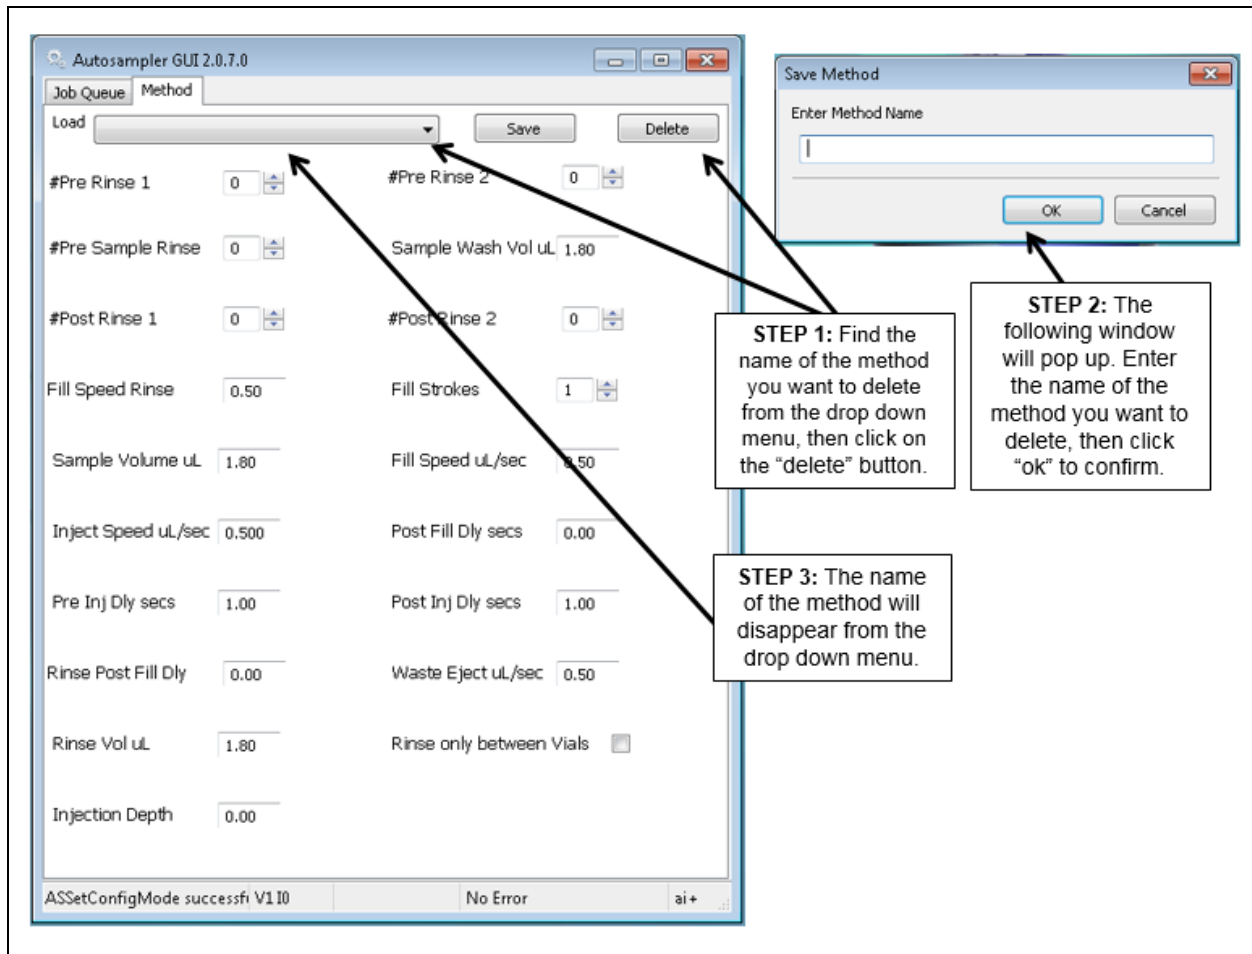 Autosampler GUI 2.0.7.0
Job Queue Method
Load Save Delete
#Pre Rinse 1 0 #Pre Rinse 2 0
#Pre Sample Rinse 0 Sample Wash Vol uL 1.80
#Post Rinse 1 0 #Post Rinse 2 0
Fill Speed Rinse 0.50 Fill Strokes 1
Sample Volume uL 1.80 Fill Speed uL/sec 0.50
Inject Speed uL/sec 0.500 Post Fill Dly secs 0.00
Pre Inj Dly secs 1.00 Post Inj Dly secs 1.00
Rinse Post Fill Dly 0.00 Waste Eject uL/sec 0.50
Rinse Vol uL 1.80 Rinse only between Vials
Injection Depth 0.00
ASSetConfigMode successf V1 I0 No Error ai+
Save Method
Enter Method Name
OK Cancel
STEP 1: Find the
name of the method
you want to delete
from the drop down
menu, then click on
the “delete” button.
STEP 2: The
following window
will pop up. Enter
the name of the
method you want to
delete, then click
“ok” to confirm.
STEP 3: The name
of the method will
disappear from the
drop down menu.